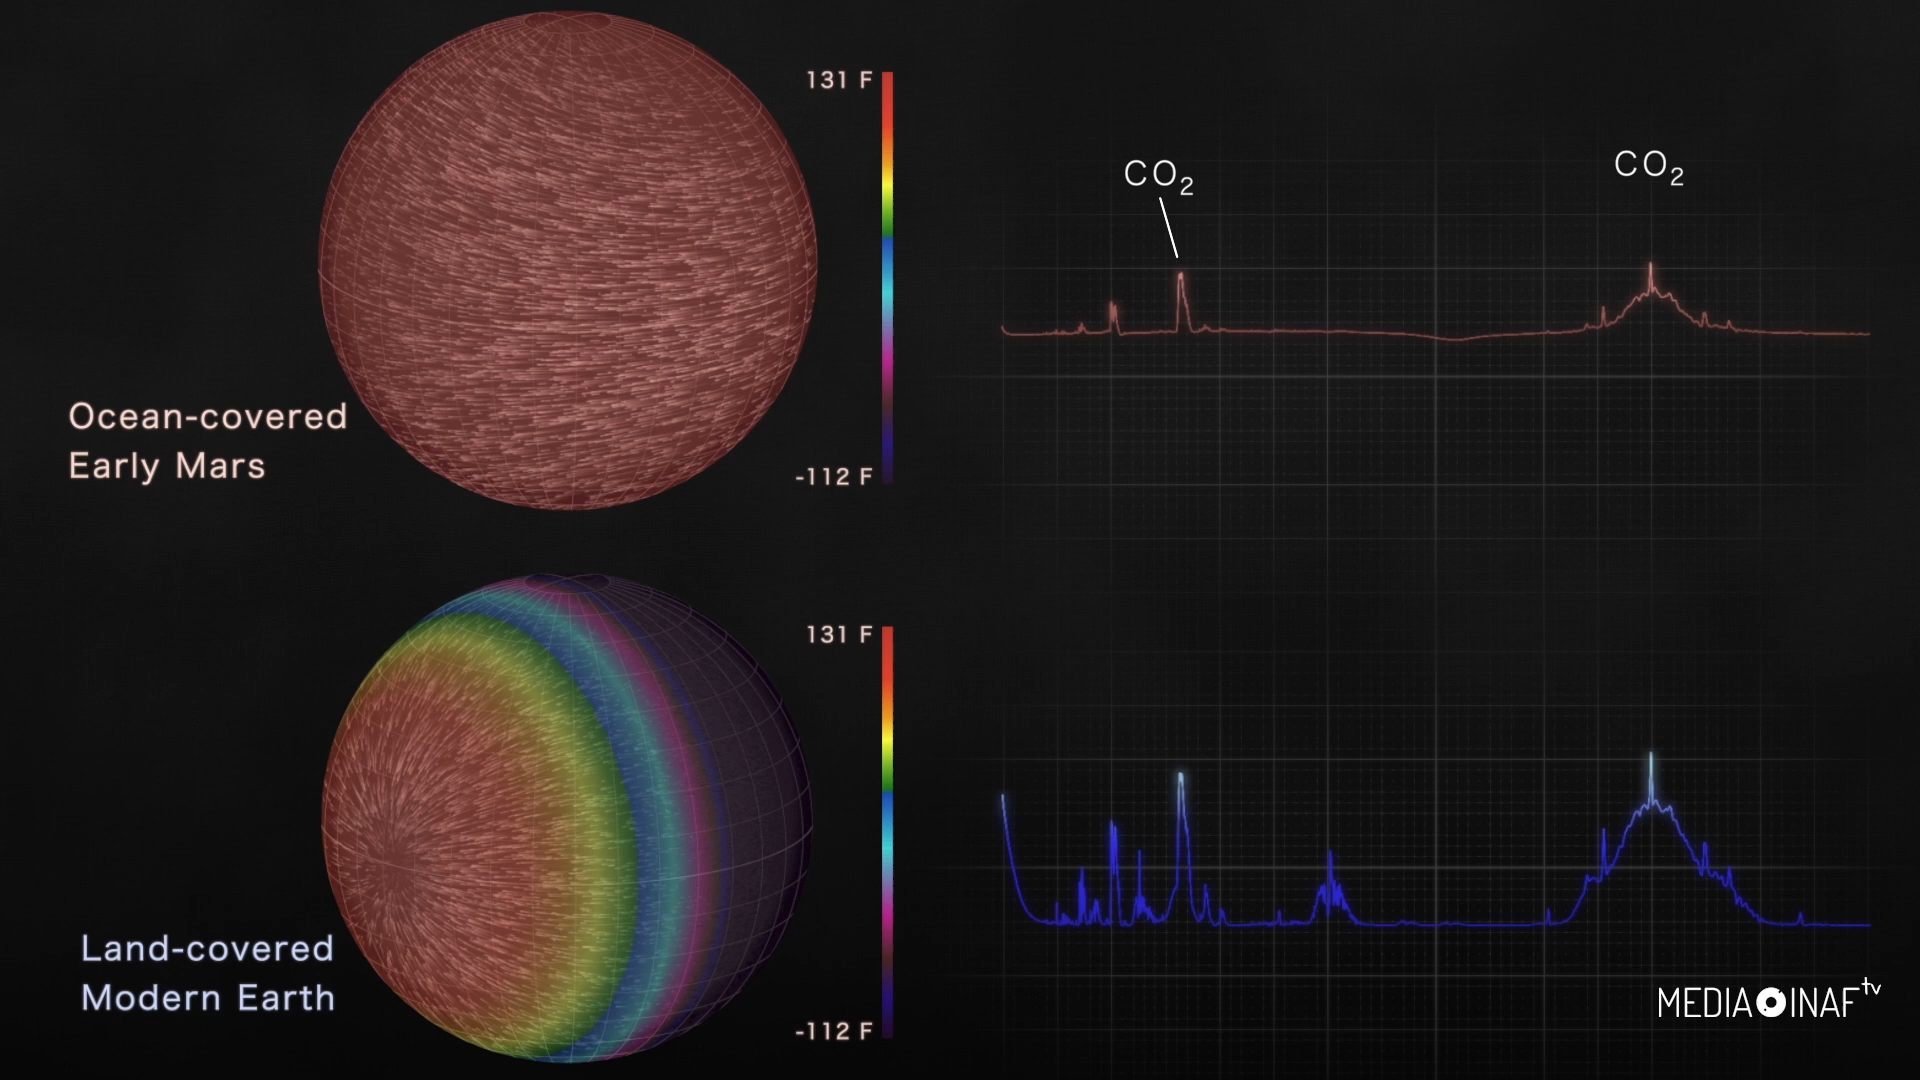 131 F
CO₂
CO₂
Ocean-covered
Early Mars
-112 F
131 F
Land-covered
Modern Earth
-112 F
MEDIA INAF tv